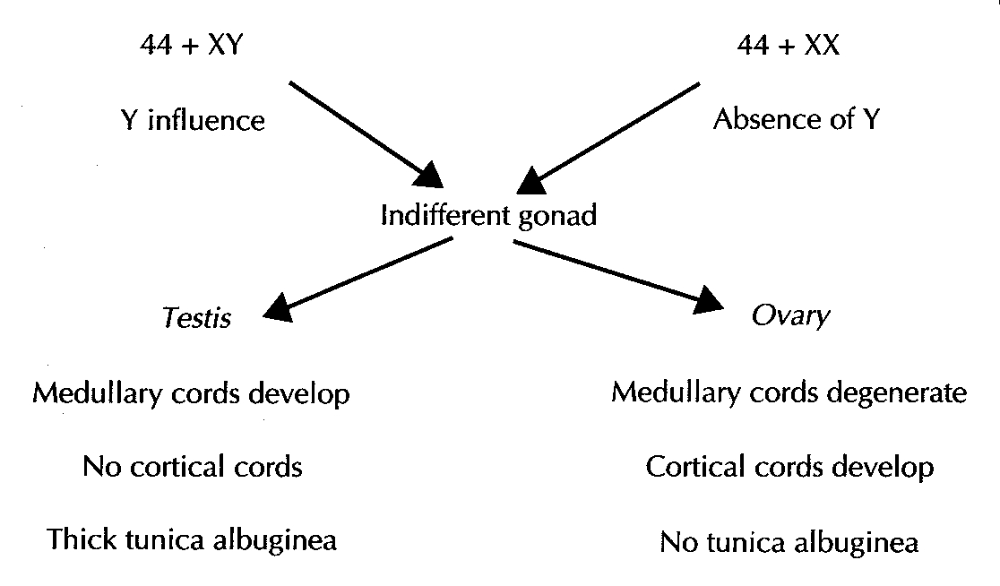 44 + XY
44 + XX
Y influence
Absence of Y
Indifferent gonad
Testis
Ovary
Medullary cords develop
Medullary cords degenerate
No cortical cords
Cortical cords develop
Thick tunica albuginea
No tunica albuginea